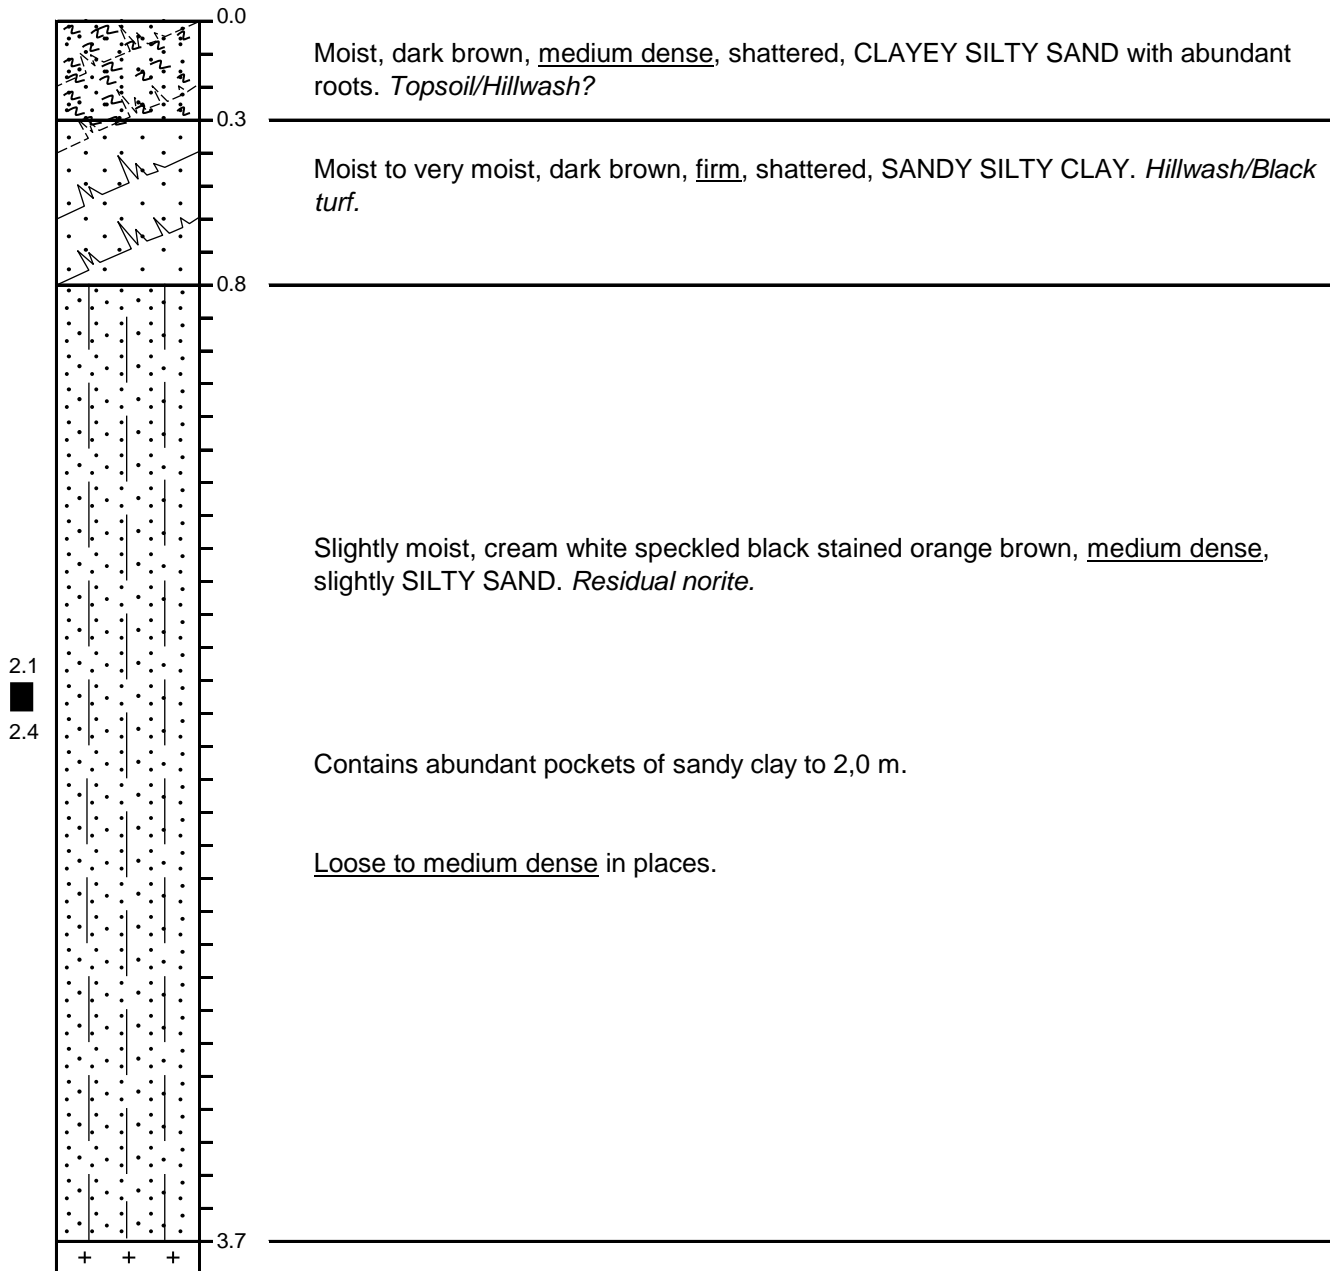 0.0
Moist, dark brown, medium dense, shattered, CLAYEY SILTY SAND with abundant
roots. Topsoil/Hillwash?
0.3
Moist to very moist, dark brown, firm, shattered, SANDY SILTY CLAY. Hillwash/Black
turf.
0.8
Slightly moist, cream white speckled black stained orange brown, medium dense,
slightly SILTY SAND. Residual norite.
2.1
2.4
Contains abundant pockets of sandy clay to 2,0 m.
Loose to medium dense in places.
3.7